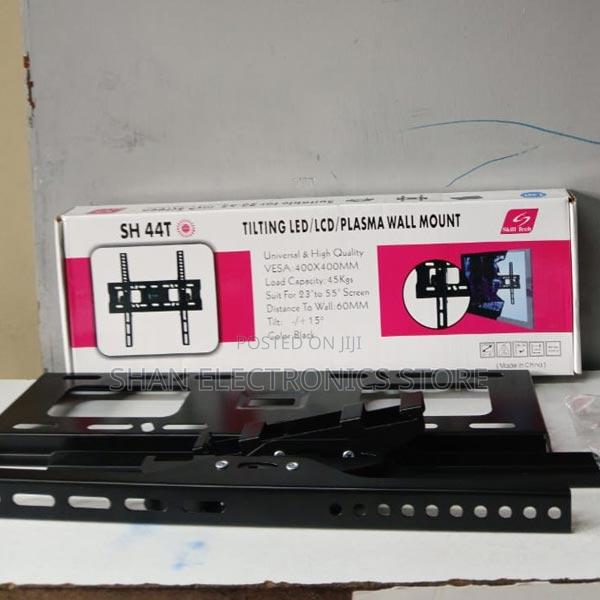 SH 44T
TILTING LED/LCD/PLASMA WALL MOUNT
Skill Tech
Universal & High Quality
VESA: 400X400MM
Load Capacity: 45Kgs
Suit For 23"to 55" Screen
Distance To Wall:60MM
Tilt: -/+15°
Color:Black
(Made in China)
POSTED ON JIJI
SHAN ELECTRONICS STORE